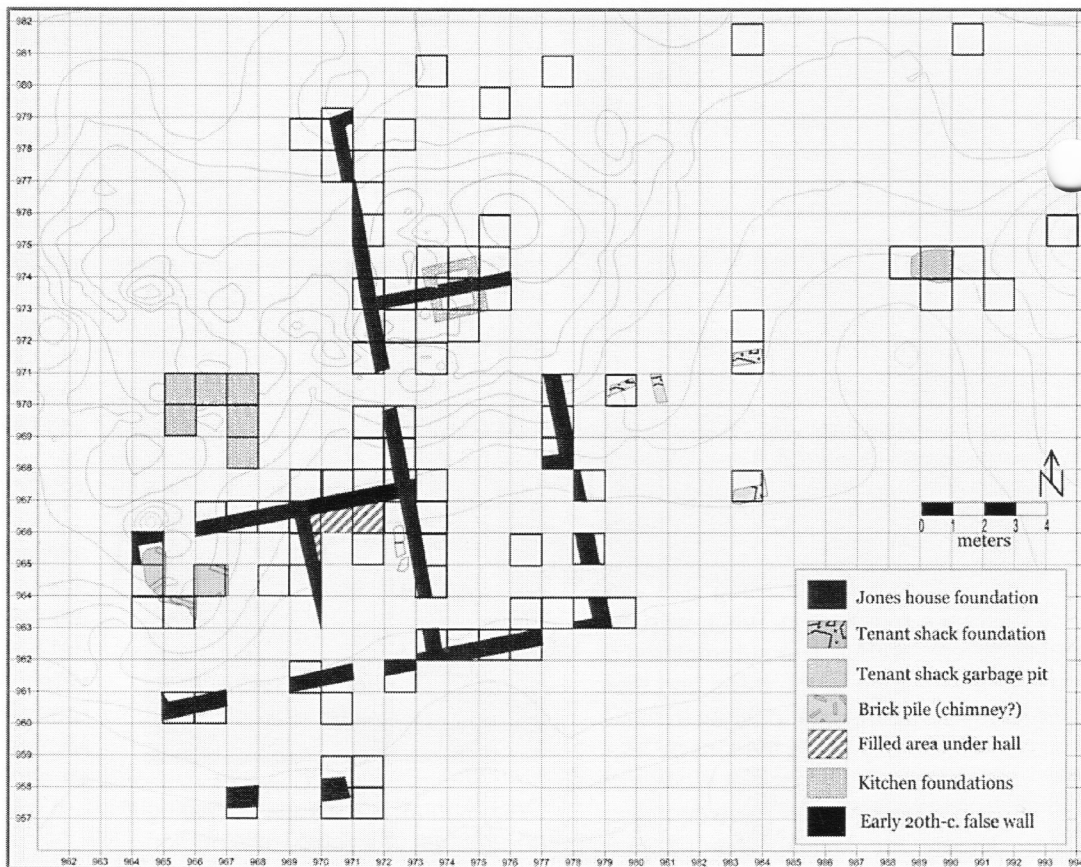 982
981
980
979
978
977
976
975
974
973
972
971
970
969
968
967
966
965
964
963
962
961
960
959
958
957
N
0 1 2 3 4
meters
Jones house foundation
Tenant shack foundation
Tenant shack garbage pit
Brick pile (chimney?)
Filled area under hall
Kitchen foundations
Early 20th-c. false wall
962 963 964 965 966 967 968 969 970 971 972 973 974 975 976 977 978 979 980 981 982 983 984 985 986 987 988 989 990 991 992 993